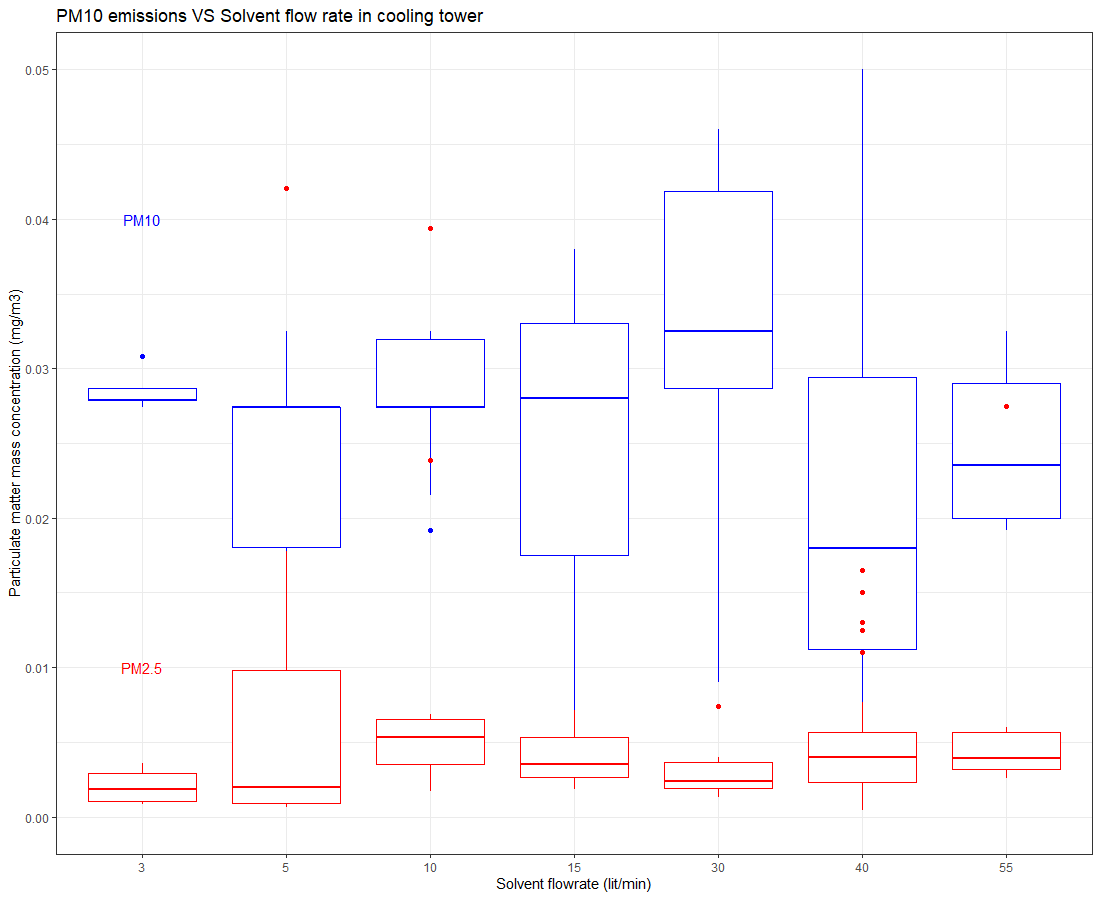 PM10 emissions VS Solvent flow rate in cooling tower
Particulate matter mass concentration (mg/m3)
0.05
0.04
0.03
0.02
0.01
0.00
PM10
PM2.5
3 5 10 15 30 40 55
Solvent flowrate (lit/min)